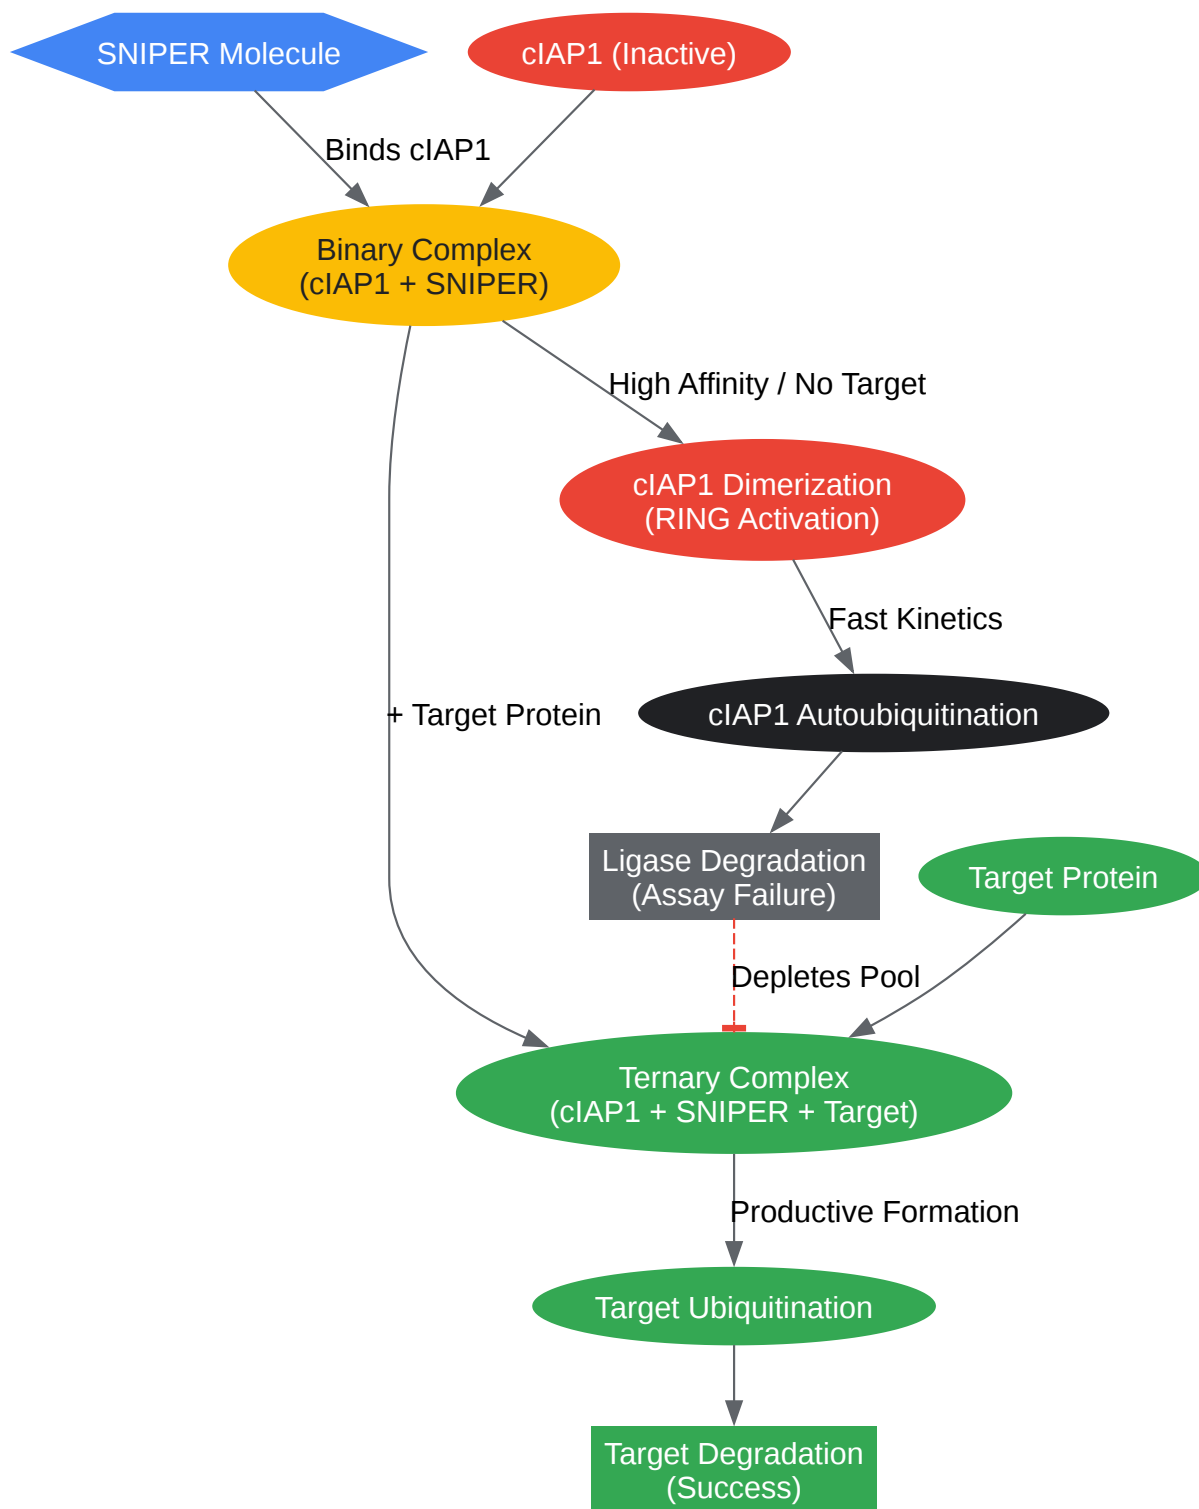 SNIPER Molecule
cIAP1 (Inactive)
Binds cIAP1
Binary Complex
(cIAP1 + SNIPER)
High Affinity / No Target
cIAP1 Dimerization
(RING Activation)
Fast Kinetics
+ Target Protein
cIAP1 Autoubiquitination
Ligase Degradation
(Assay Failure)
Target Protein
Depletes Pool
Ternary Complex
(cIAP1 + SNIPER + Target)
Productive Formation
Target Ubiquitination
Target Degradation
(Success)